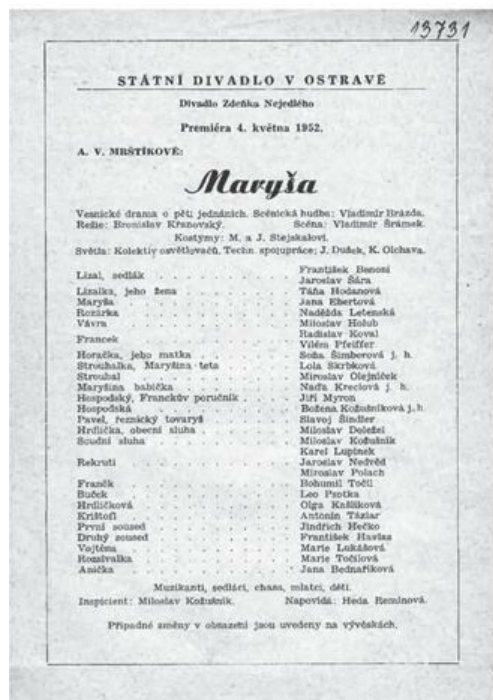 13731
STÁTNÍ DIVADLO V OSTRAVĚ
Divadlo Zdeňka Nejedlého
Premiéra 4. května 1952.
A. V. MRŠTÍKOVÉ:
Maryša
Vesnické drama o pěti jednáních. Scénická hudba: Vladimír Brázda.
Režie: Bronislav Křanovský. Scéna: Vladimír Šrámek.
Kostymy: M. a J. Stejskalovi.
Světla: Kolektiv osvětlovačů, Techn. spolupráce: J. Dušek, K. Olchava.
František Benoni
Lízal, sedlák
Jaroslav Šára
Lízalka, jeho žena Táňa Hodanová
Maryša Jana Ebertová
Rozárka Naděžda Letenská
Vávra Miloslav Holub
Radislav Koval
Francek
Vilém Pfeiffer
Horačka, jeho matka Soňa Šimberová j. h.
Strouhalka, Maryšina teta Lola Skrbková
Strouhal Miroslav Olejníček
Maryšina babička Naďa Kreclová j. h.
Hospodský, Franckův poručník Jiří Myron
Hospodská Božena Kožušníková j. h
Pavel, řeznický tovaryš Slavoj Šindler
Hrdlička, obecní sluha Miloslav Doležel
Soudní sluha Miloslav Kožušník
Karel Lupínek
Rekruti Jaroslav Nedvěd
Miroslav Polach
Franěk Bohumil Točil
Buček Leo Psotka
Hrdličková Olga Kašlíková
Krištofl Antonín Táziar
První soused Jindřich Hečko
Druhý soused František Havlsa
Vojtěna Marie Lukášová
Rozsívalka Marie Točilová
Anička Jana Bednaříková
Muzikanti, sedláci, chasa, mlatci, děti.
Inspicient: Miloslav Kožušník. Napovídá: Heda Reminová.
Případné změny v obsazení jsou uvedeny na vývěskách.